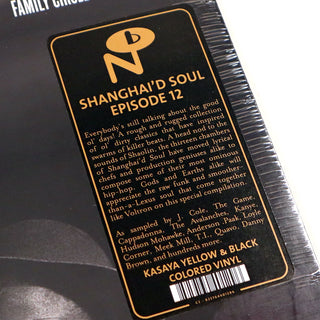 FAMILY CIRCLE
SHANGHAI'D SOUL
EPISODE 12
Everybody's still talking about the good
ol' days! A rough and rugged collection
of ol' dirty classics that have inspired
swarms of killer beats. A head nod to the
sounds of Shaolin, the thirteen chambers
of Shanghai'd Soul have moved lyrical
chefs and production geniuses alike to
compose some of their most ominous
hip-hop. Gods and Earths alike will
appreciate the raw funk and smoother-
than-a-Lexus soul that come together
like Voltron on this special compilation.
As sampled by J. Cole, The Game,
Cappadonna, The Avalanches, Jay-Z,
Hudson Mohawke, Anderson .Paak, Loyle
Carner, Meek Mill, T.I., Quavo, Danny
Brown, and hundreds more.
KASAYA YELLOW & BLACK
COLORED VINYL